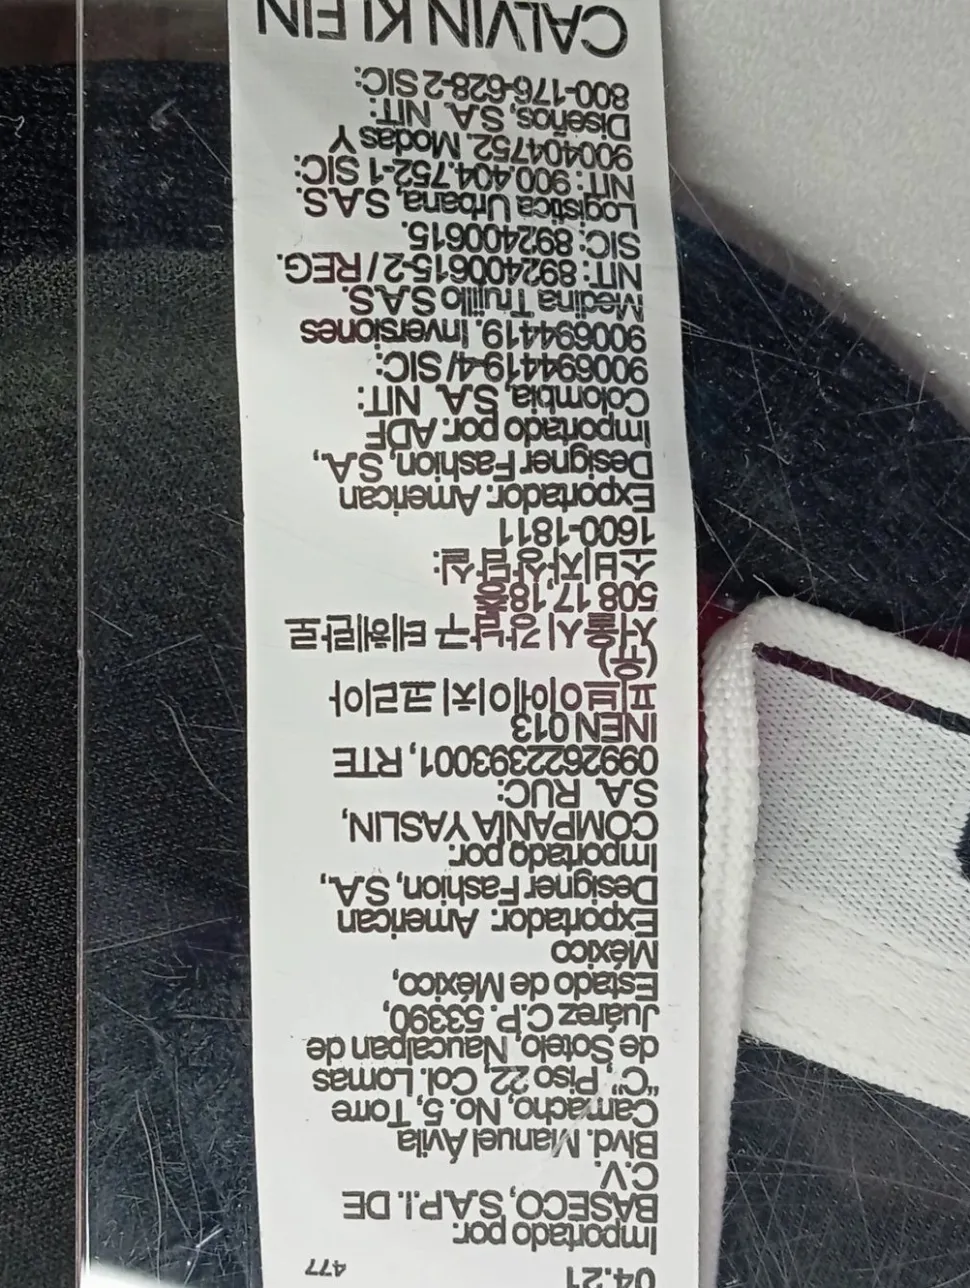 04.21
477
Importado por:
BASECO, S.A.P.I. DE
C.V.
Blvd. Manuel Ávila
Camacho, No. 5, Torre
“C”, Piso 22, Col. Lomas
de Sotelo, Naucalpan de
Juárez C.P. 53390,
Estado de México,
México
Exportador: American
Designer Fashion, S.A.,
Importado por:
COMPANÍA YASLIN,
S.A. RUC:
0992622393001, RTE
INEN 013
피브이에이치 코리아
(유)
서울시 강남구 테헤란로
508 17,18층
소비자상담실:
1600-1811
Exportador: American
Designer Fashion, S.A.,
Importado por: ADF
Colombia, S.A. NIT:
900694419-4/ SIC:
900694419. Inversiones
Medina Trujillo S.A.S.
NIT: 892400615-2 / REG.
SIC: 892400615.
Logistica Urbana, S.A.S.
NIT: 900.404.752-1 SIC:
900404752. Modas Y
Diseños, S.A. NIT:
800-176-628-2 SIC:
CALVIN KLEIN